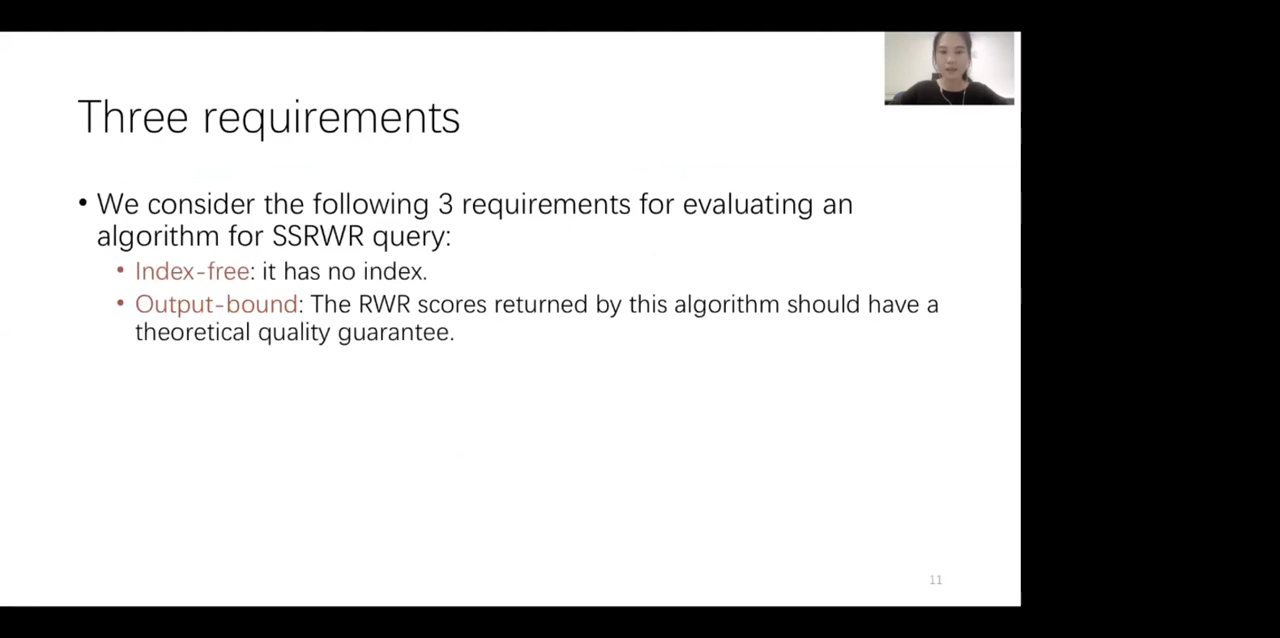 Three requirements
• We consider the following 3 requirements for evaluating an
algorithm for SSRWR query:
• Index-free: it has no index.
• Output-bound: The RWR scores returned by this algorithm should have a
theoretical quality guarantee.
11